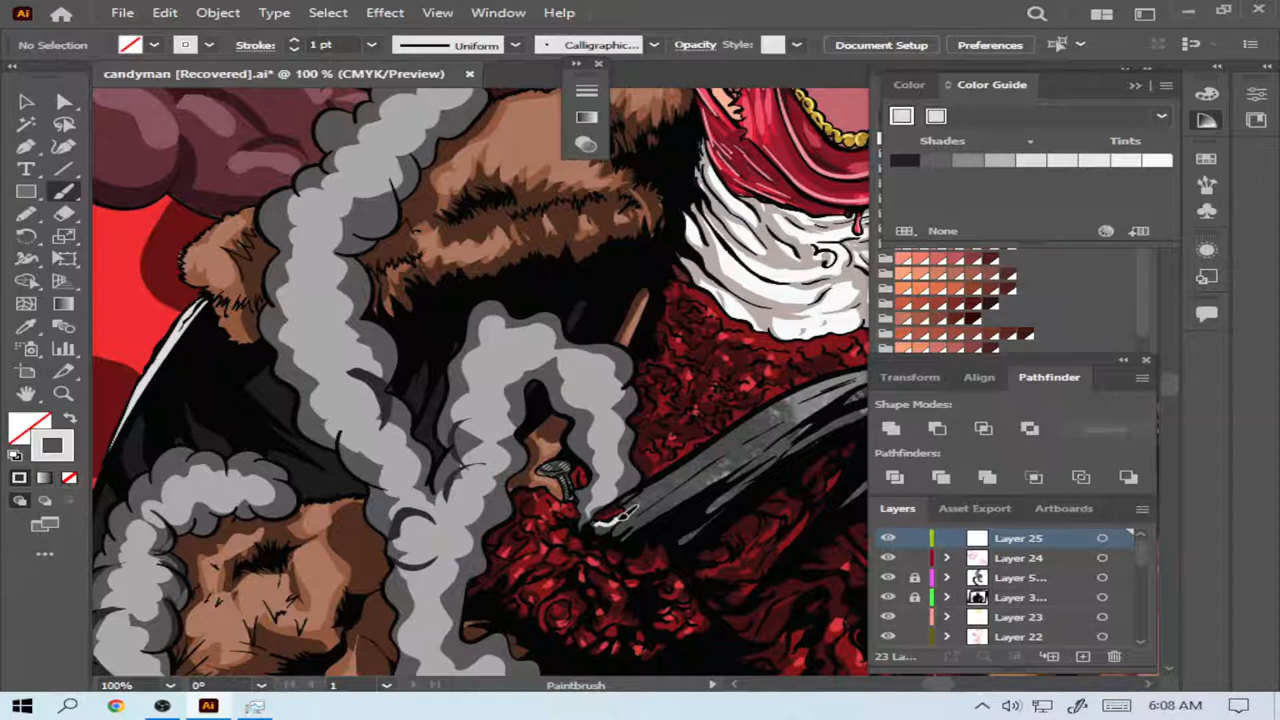 Ai File Edit Object Type Select Effect View Window Help
No Selection Stroke: 1 pt Uniform Calligraphic... Opacity Style: Document Setup Preferences
candyman [Recovered].ai* @ 100 % (CMYK/Preview)
Color Color Guide
Shades Tints
None
Transform Align Pathfinder
Shape Modes:
Pathfinders:
Layers Asset Export Artboards
Layer 25
Layer 24
Layer 5...
Layer 3...
Layer 23
Layer 22
23 La...
100% 0° 1 Paintbrush
Ai 6:08 AM